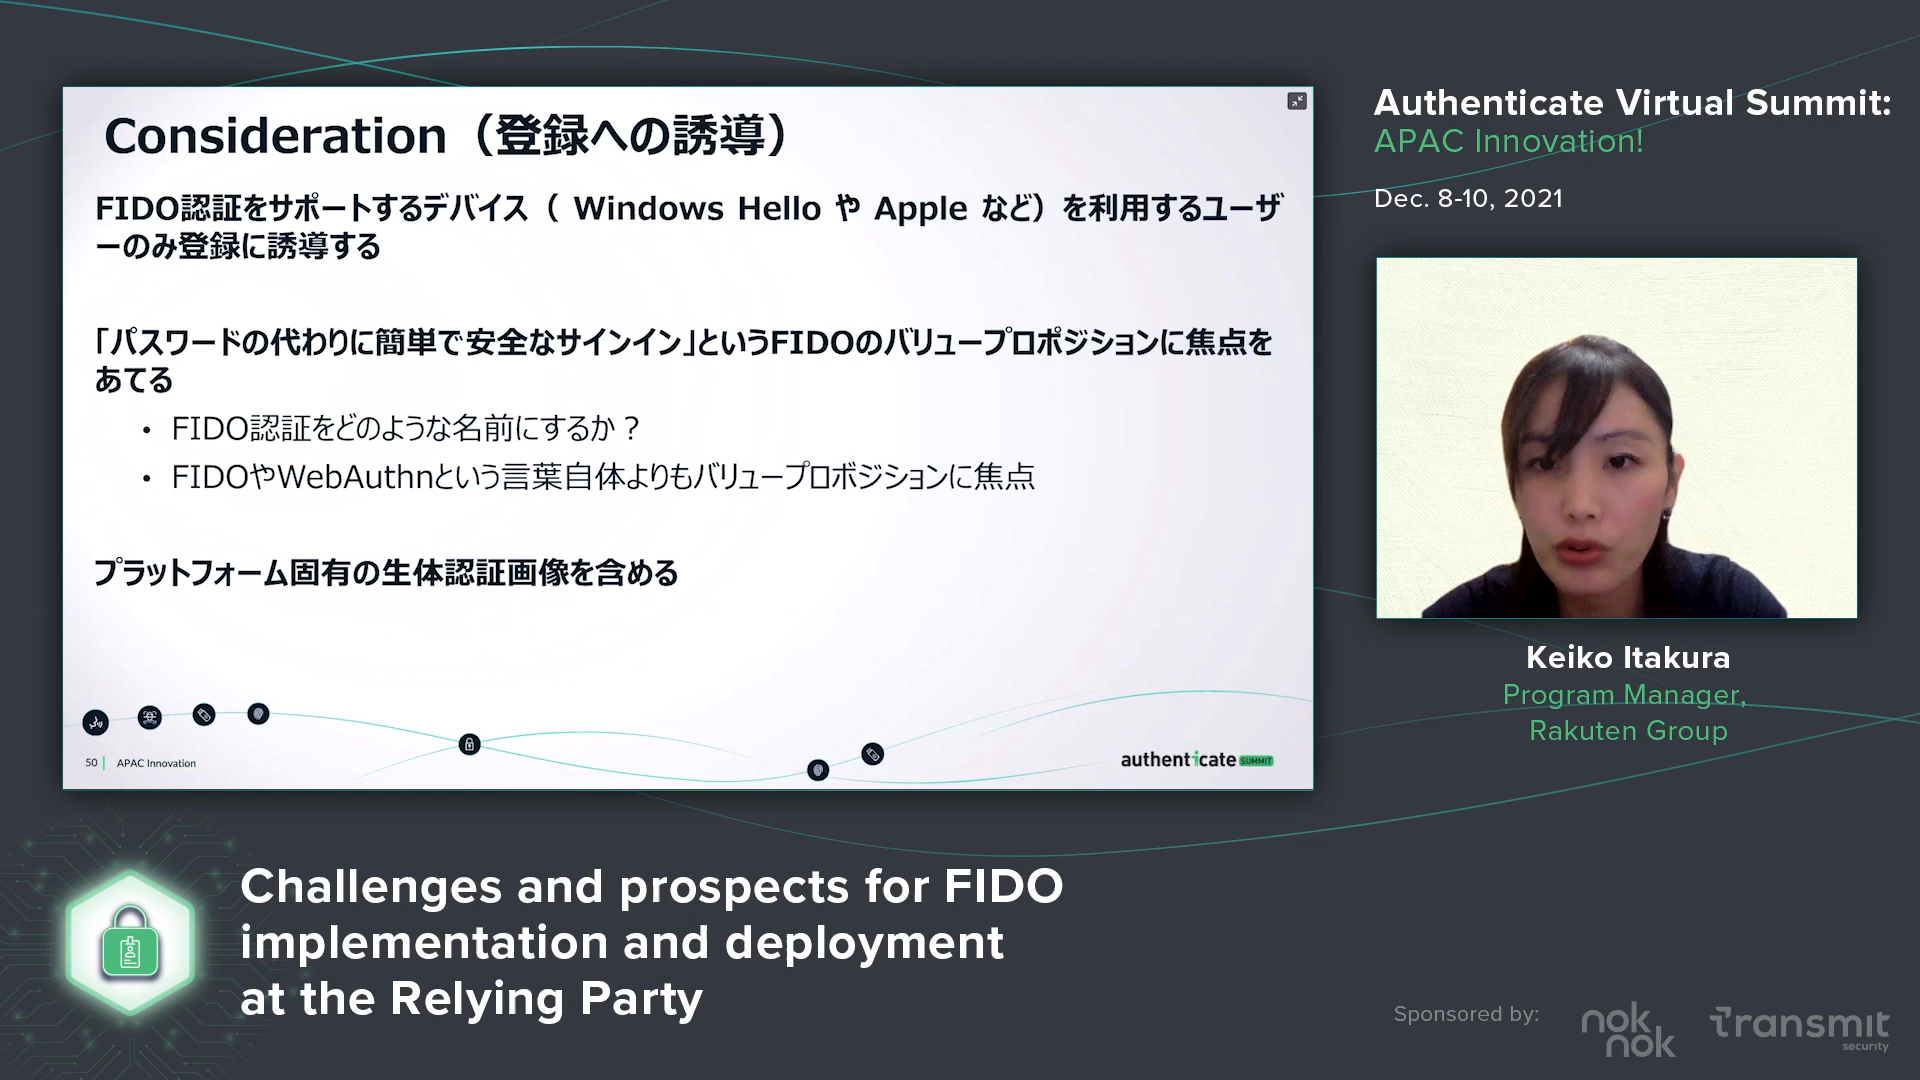 Consideration（登録への誘導）
FIDO認証をサポートするデバイス（ Windows Hello や Apple など）を利用するユーザ
ーのみ登録に誘導する
「パスワードの代わりに簡単で安全なサインイン」というFIDOのバリュープロポジションに焦点を
あてる
• FIDO認証をどのような名前にするか？
• FIDOやWebAuthnという言葉自体よりもバリュープロボジションに焦点
プラットフォーム固有の生体認証画像を含める
50 | APAC Innovation
authenticate SUMMIT
Authenticate Virtual Summit:
APAC Innovation!
Dec. 8-10, 2021
Keiko Itakura
Program Manager,
Rakuten Group
Challenges and prospects for FIDO
implementation and deployment
at the Relying Party
Sponsored by:
nok
nok
Transmit
security